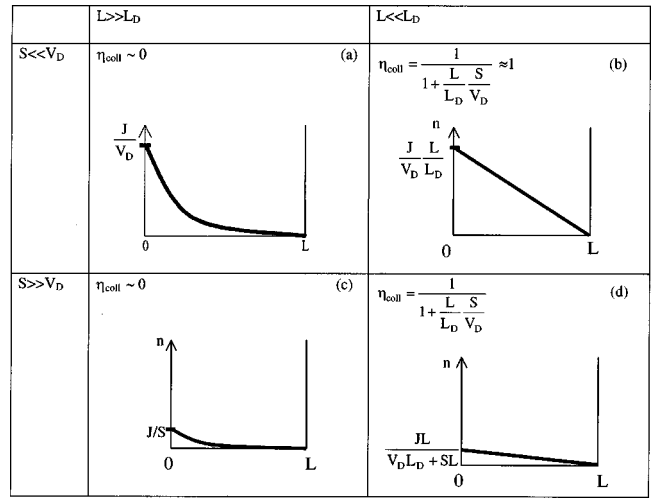 L>>L_D
L<<L_D
S<<V_D
η_coll ~ 0
(a)
J
V_D
0
L
η_coll = 1 / (1 + L/L_D S/V_D) ≈1
(b)
n
J/V_D L/L_D
0
L
S>>V_D
η_coll ~ 0
(c)
n
J/S
0
L
η_coll = 1 / (1 + L/L_D S/V_D)
(d)
n
JL
V_D L_D + SL
0
L